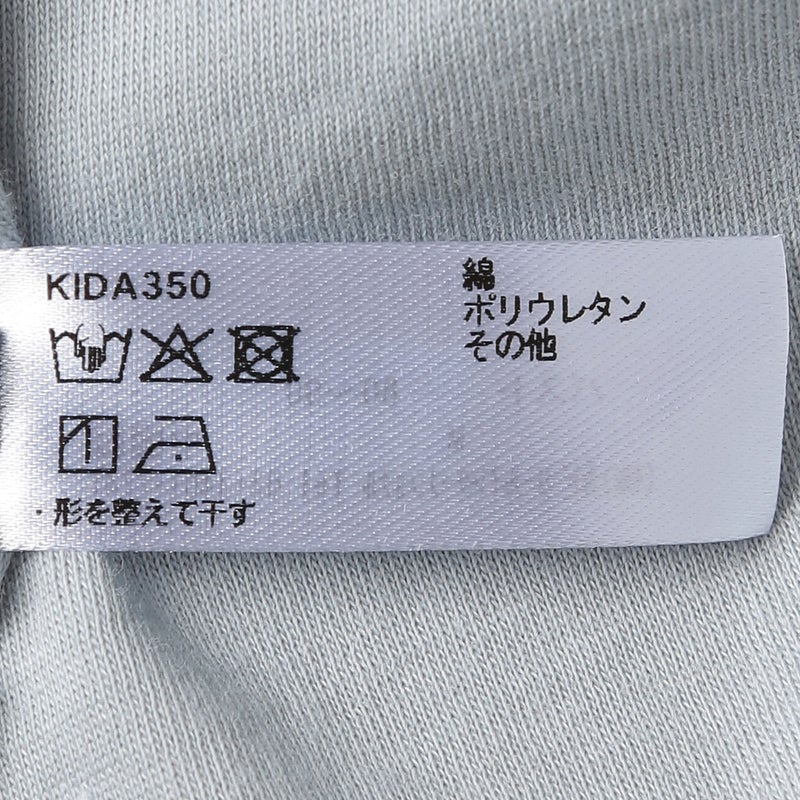 KIDA350
綿
ポリウレタン
その他
・形を整えて干す